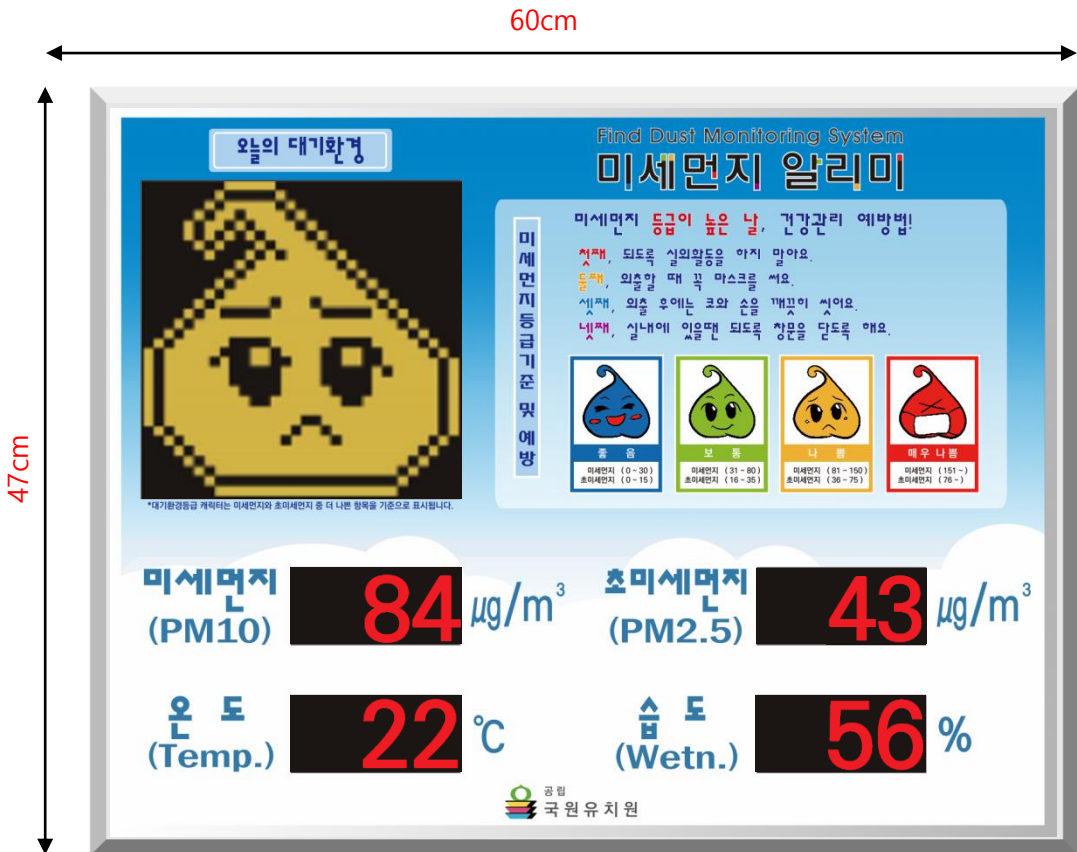 60cm
47cm
오늘의 대기환경
Find Dust Monitoring System
미세먼지 알리미
미세먼지등급기준 및 예방
미세먼지 등급이 높은 날, 건강관리 예방법!
첫째, 되도록 실외활동을 하지 말아요.
둘째, 외출할 때 꼭 마스크를 써요.
셋째, 외출 후에는 코와 손을 깨끗히 씻어요.
넷째, 실내에 있을땐 되도록 창문을 닫도록 해요.
좋 음
미세먼지 ( 0 ~ 30 )
초미세먼지 ( 0 ~ 15 )
보 통
미세먼지 ( 31 ~ 80 )
초미세먼지 ( 16 ~ 35 )
나 쁨
미세먼지 ( 81 ~ 150 )
초미세먼지 ( 36 ~ 75 )
매우 나쁨
미세먼지 ( 151 ~ )
초미세먼지 ( 76 ~ )
*대기환경등급 캐릭터는 미세먼지와 초미세먼지 중 더 나쁜 항목을 기준으로 표시됩니다.
미세먼지 (PM10) 84 μg/m³
초미세먼지 (PM2.5) 43 μg/m³
온 도 (Temp.) 22 ℃
습 도 (Wetn.) 56 %
공립
국원유치원